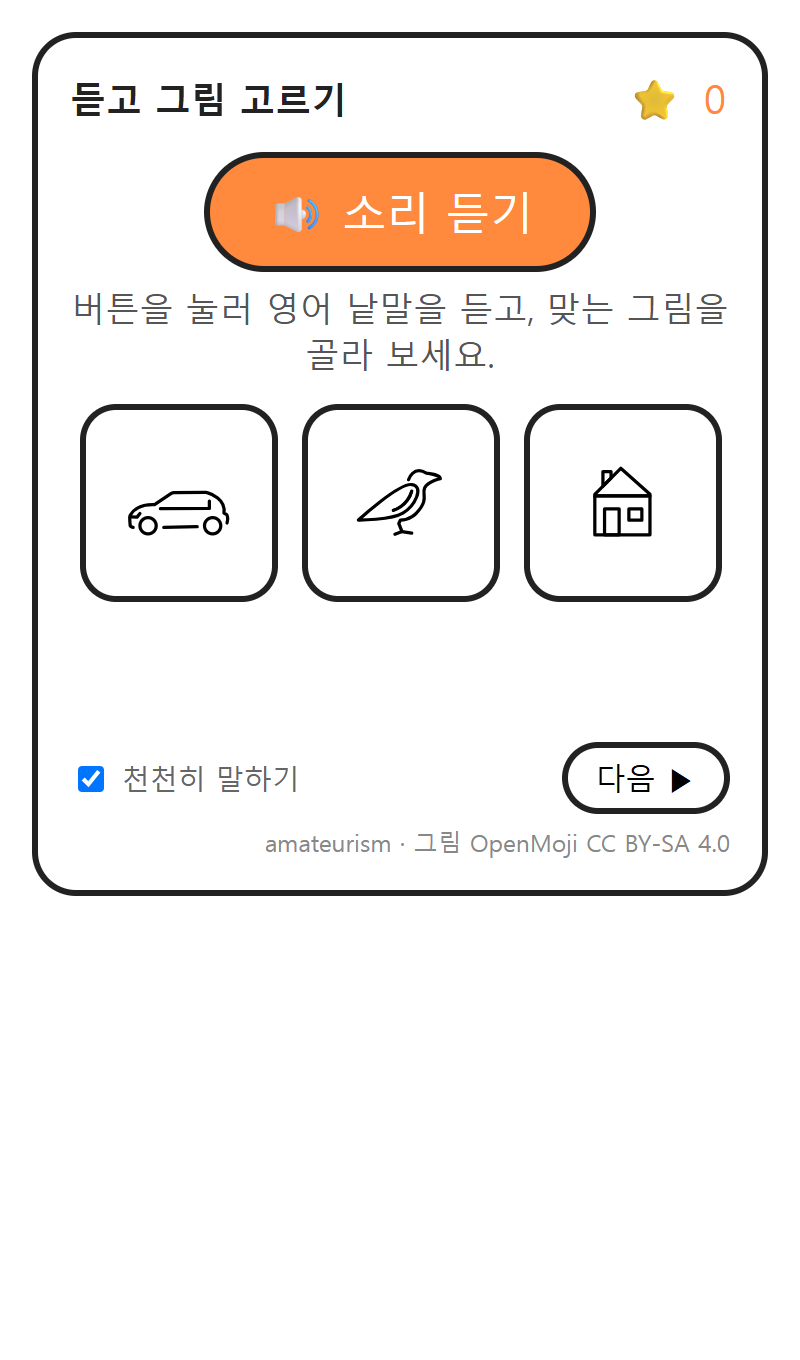 듣고 그림 고르기
⭐ 0
🔊 소리 듣기
버튼을 눌러 영어 낱말을 듣고, 맞는 그림을
골라 보세요.
천천히 말하기
다음 ▶
amateurism · 그림 OpenMoji CC BY-SA 4.0